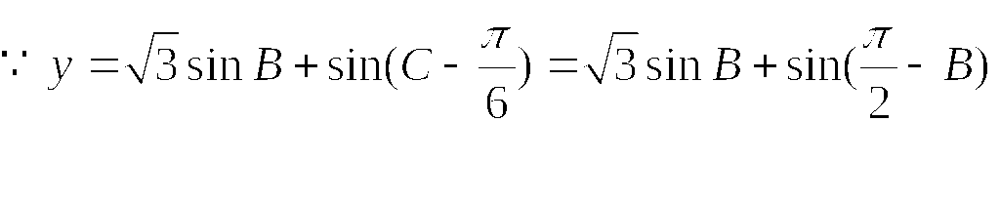 ∵ y = √3 sin B + sin(C - π/6) = √3 sin B + sin(π/2 - B)